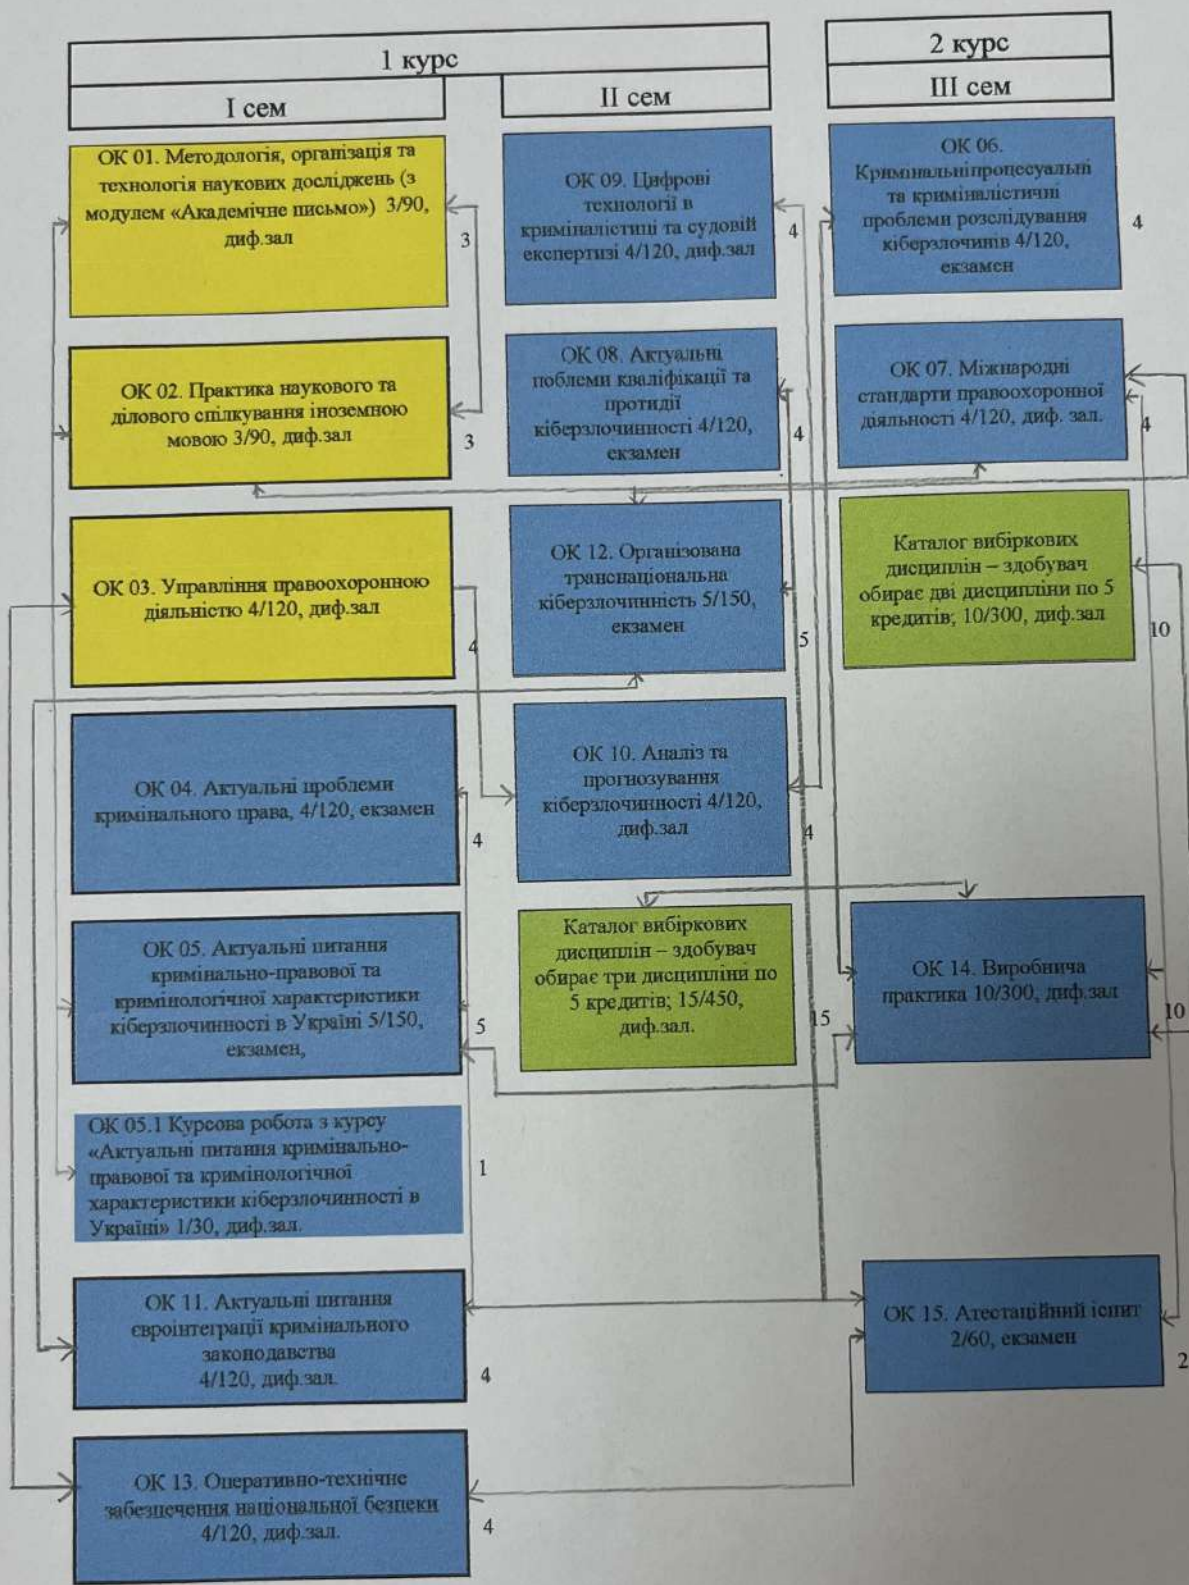 1 курс
I сем
II сем
2 курс
III сем
ОК 01. Методологія, організація та
технологія наукових досліджень (з
модулем «Академічне письмо») 3/90,
диф.зал
3
ОК 02. Практика наукового та
ділового спілкування іноземною
мовою 3/90, диф.зал
3
ОК 03. Управління правоохоронною
діяльністю 4/120, диф.зал
4
ОК 04. Актуальні проблеми
кримінального права, 4/120, екзамен
4
ОК 05. Актуальні питання
кримінально-правової та
кримінологічної характеристики
кіберзлочинності в Україні 5/150,
екзамен,
5
ОК 05.1 Курсова робота з курсу
«Актуальні питання кримінально-
правової та кримінологічної
характеристики кіберзлочинності в
Україні» 1/30, диф.зал.
1
ОК 11. Актуальні питання
євроінтеграції кримінального
законодавства
4/120, диф.зал.
4
ОК 13. Оперативно-технічне
забезпечення національної безпеки
4/120, диф.зал.
4
ОК 09. Цифрові
технології в
криміналістиці та судовій
експертизі 4/120, диф.зал
4
ОК 08. Актуальні
поблеми кваліфікації та
протидії
кіберзлочинності 4/120,
екзамен
4
ОК 12. Організована
транснаціональна
кіберзлочинність 5/150,
екзамен
5
ОК 10. Аналіз та
прогнозування
кіберзлочинності 4/120,
диф.зал
4
Каталог вибіркових
дисциплін – здобувач
обирає три дисципліни по
5 кредитів; 15/450,
диф.зал.
15
ОК 06.
Кримінальніпроцесуальні
та криміналістичні
проблеми розслідування
кіберзлочинів 4/120,
екзамен
4
ОК 07. Міжнародні
стандарти правоохоронної
діяльності 4/120, диф. зал.
4
Каталог вибіркових
дисциплін – здобувач
обирає дві дисципліни по 5
кредитів; 10/300, диф.зал
10
ОК 14. Виробнича
практика 10/300, диф.зал
10
ОК 15. Атестаційний іспит
2/60, екзамен
2